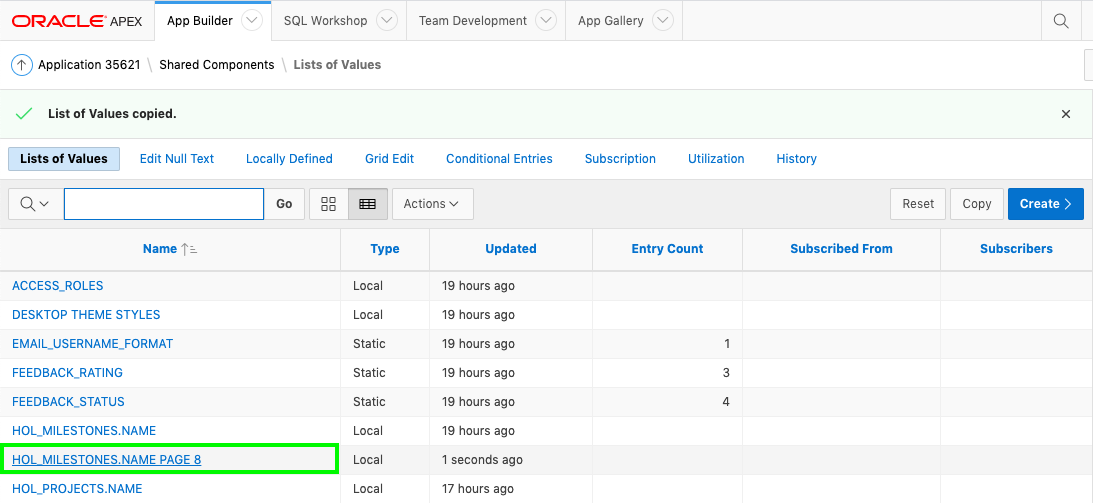 ORACLE APEX App Builder SQL Workshop Team Development App Gallery
Application 35621 \ Shared Components \ Lists of Values
List of Values copied.
Lists of Values Edit Null Text Locally Defined Grid Edit Conditional Entries Subscription Utilization History
Go Actions Reset Copy Create
Name Type Updated Entry Count Subscribed From Subscribers
ACCESS_ROLES Local 19 hours ago
DESKTOP THEME STYLES Local 19 hours ago
EMAIL_USERNAME_FORMAT Static 19 hours ago 1
FEEDBACK_RATING Static 19 hours ago 3
FEEDBACK_STATUS Static 19 hours ago 4
HOL_MILESTONES.NAME Local 19 hours ago
HOL_MILESTONES.NAME PAGE 8 Local 1 seconds ago
HOL_PROJECTS.NAME Local 17 hours ago